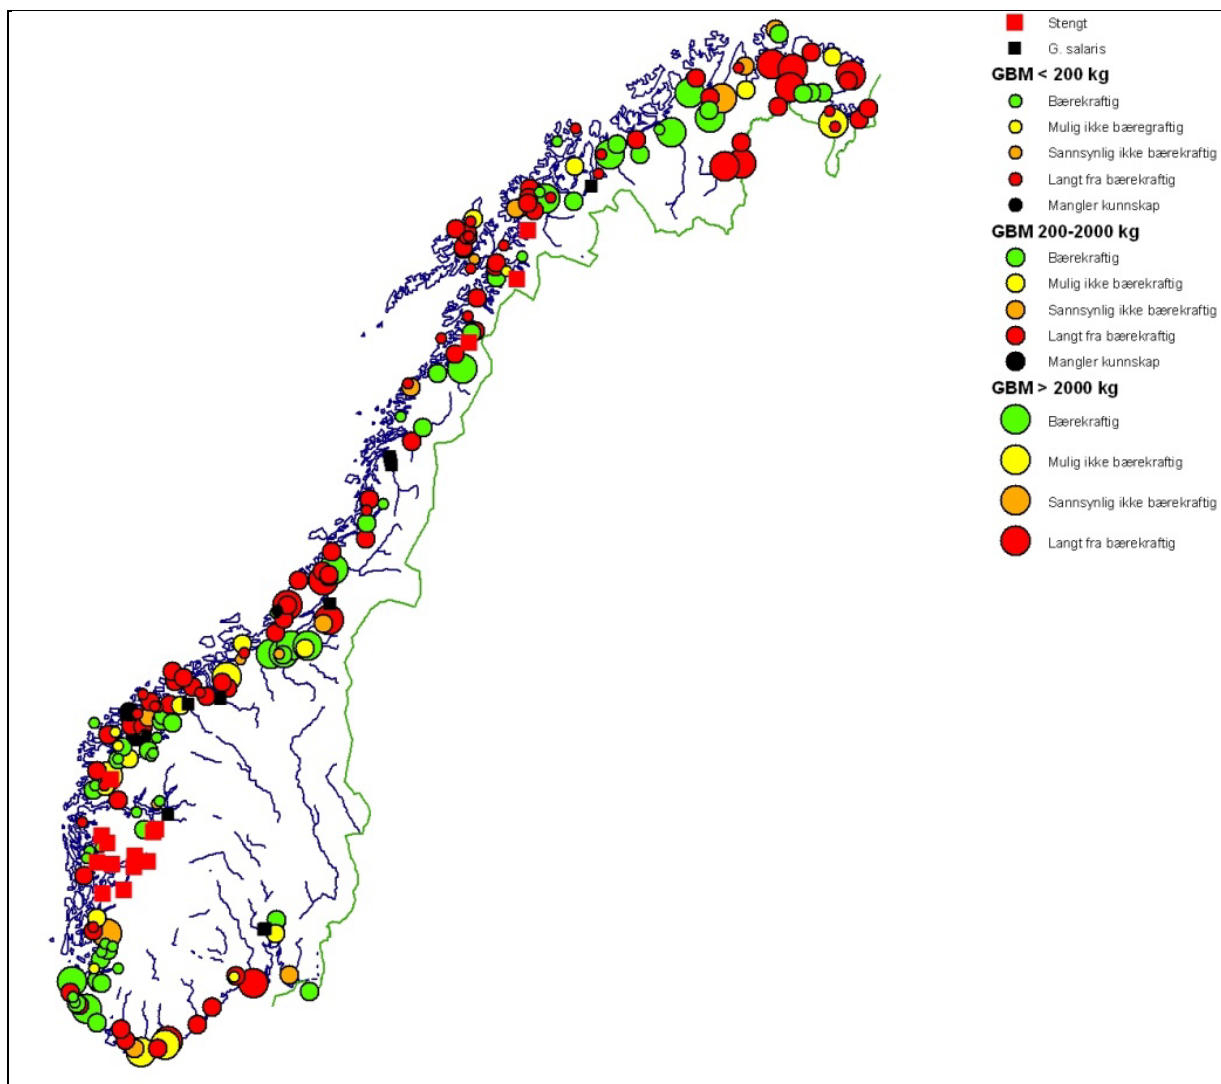 Stengt
G. salaris
GBM < 200 kg
Bærekraftig
Mulig ikke bæregraftig
Sannsynlig ikke bærekraftig
Langt fra bærekraftig
Mangler kunnskap
GBM 200-2000 kg
Bærekraftig
Mulig ikke bærekraftig
Sannsynlig ikke bærekraftig
Langt fra bærekraftig
Mangler kunnskap
GBM > 2000 kg
Bærekraftig
Mulig ikke bærekraftig
Sannsynlig ikke bærekraftig
Langt fra bærekraftig